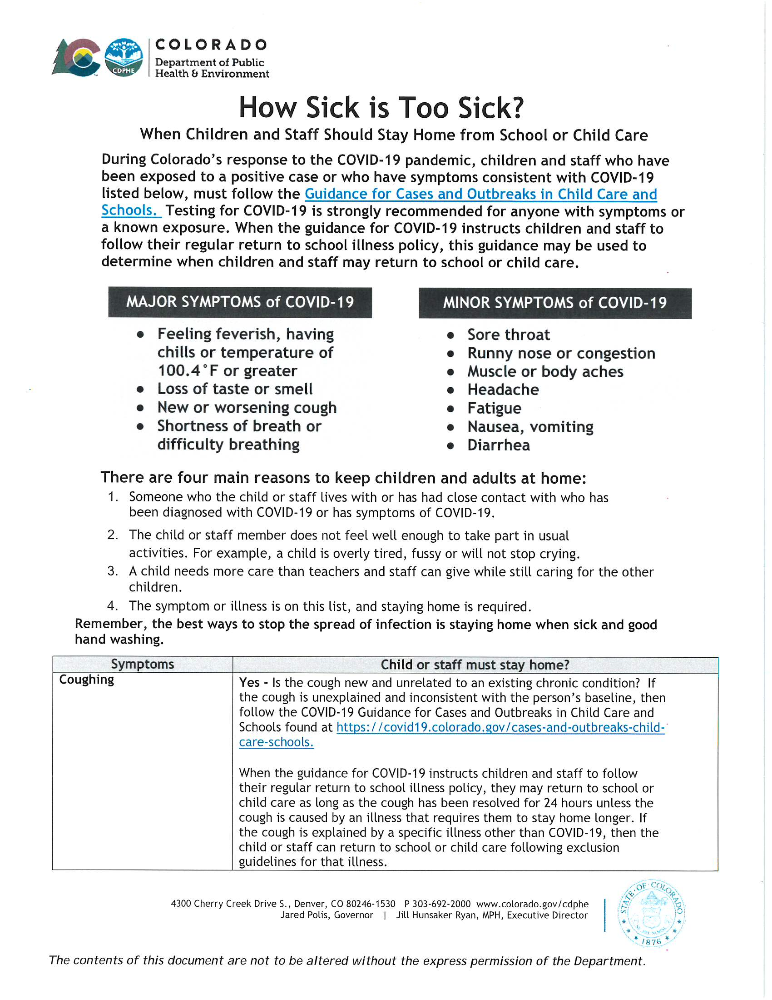 CDPHE
COLORADO
Department of Public
Health & Environment
How Sick is Too Sick?
When Children and Staff Should Stay Home from School or Child Care
During Colorado's response to the COVID-19 pandemic, children and staff who have
been exposed to a positive case or who have symptoms consistent with COVID-19
listed below, must follow the Guidance for Cases and Outbreaks in Child Care and
Schools. Testing for COVID-19 is strongly recommended for anyone with symptoms or
a known exposure. When the guidance for COVID-19 instructs children and staff to
follow their regular return to school illness policy, this guidance may be used to
determine when children and staff may return to school or child care.
MAJOR SYMPTOMS of COVID-19
• Feeling feverish, having
chills or temperature of
100.4°F or greater
• Loss of taste or smell
• New or worsening cough
• Shortness of breath or
difficulty breathing
MINOR SYMPTOMS of COVID-19
• Sore throat
• Runny nose or congestion
• Muscle or body aches
• Headache
• Fatigue
• Nausea, vomiting
• Diarrhea
There are four main reasons to keep children and adults at home:
1. Someone who the child or staff lives with or has had close contact with who has
been diagnosed with COVID-19 or has symptoms of COVID-19.
2. The child or staff member does not feel well enough to take part in usual
activities. For example, a child is overly tired, fussy or will not stop crying.
3. A child needs more care than teachers and staff can give while still caring for the other
children.
4. The symptom or illness is on this list, and staying home is required.
Remember, the best ways to stop the spread of infection is staying home when sick and good
hand washing.
Symptoms
Child or staff must stay home?
Coughing
Yes - Is the cough new and unrelated to an existing chronic condition? If
the cough is unexplained and inconsistent with the person's baseline, then
follow the COVID-19 Guidance for Cases and Outbreaks in Child Care and
Schools found at https://covid19.colorado.gov/cases-and-outbreaks-child-
care-schools.
When the guidance for COVID-19 instructs children and staff to follow
their regular return to school illness policy, they may return to school or
child care as long as the cough has been resolved for 24 hours unless the
cough is caused by an illness that requires them to stay home longer. If
the cough is explained by a specific illness other than COVID-19, then the
child or staff can return to school or child care following exclusion
guidelines for that illness.
4300 Cherry Creek Drive S., Denver, CO 80246-1530 P 303-692-2000 www.colorado.gov/cdphe
Jared Polis, Governor | Jill Hunsaker Ryan, MPH, Executive Director
STATE OF COLORADO
1876
The contents of this document are not to be altered without the express permission of the Department.